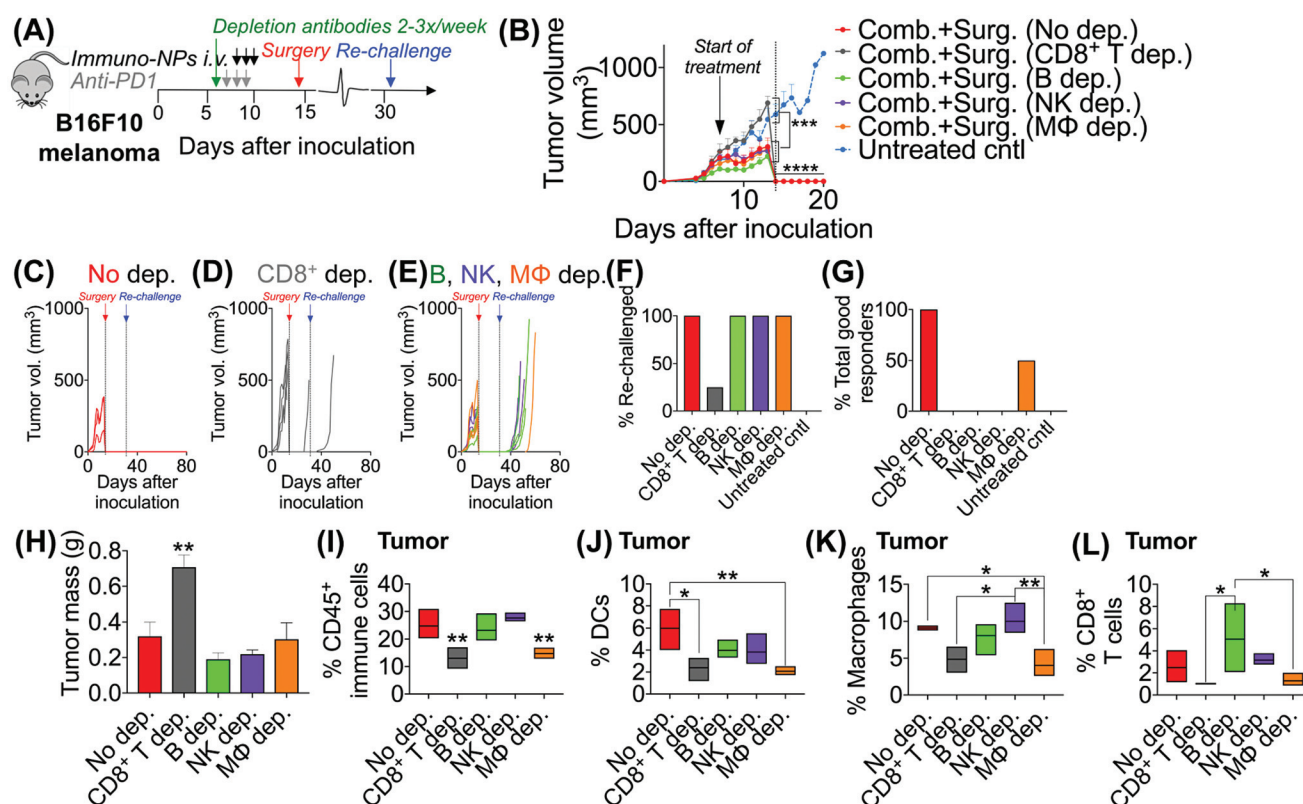 (A)
Depletion antibodies 2-3x/week
Immuno-NPs i.v.
Surgery
Re-challenge
Anti-PD1
0 5 10 15 30
B16F10
melanoma
Days after inoculation
(B)
Tumor volume
(mm³)
1000
500
0
Start of
treatment
***
****
10 20
Days after inoculation
Comb.+Surg. (No dep.)
Comb.+Surg. (CD8⁺ T dep.)
Comb.+Surg. (B dep.)
Comb.+Surg. (NK dep.)
Comb.+Surg. (MΦ dep.)
Untreated cntl
(C) No dep.
Surgery Re-challenge
Tumor vol. (mm³)
1000
500
0
0 40 80
Days after
inoculation
(D) CD8⁺ dep.
Surgery Re-challenge
Tumor vol. (mm³)
1000
500
0
0 40 80
Days after
inoculation
(E) B, NK, MΦ dep.
Surgery Re-challenge
Tumor vol. (mm³)
1000
500
0
0 40 80
Days after
inoculation
(F)
% Re-challenged
100
50
0
No dep.
CD8⁺ T dep.
B dep.
NK dep.
MΦ dep.
Untreated cntl
(G)
% Total good
responders
100
50
0
No dep.
CD8⁺ T dep.
B dep.
NK dep.
MΦ dep.
Untreated cntl
(H)
Tumor mass (g)
0.8
0.6
0.4
0.2
0.0
**
No dep.
CD8⁺ T dep.
B dep.
NK dep.
MΦ dep.
(I) Tumor
% CD45⁺
immune cells
40
30
20
10
0
**
**
No dep.
CD8⁺ T dep.
B dep.
NK dep.
MΦ dep.
(J) Tumor
% DCs
10
8
6
4
2
0
**
*
No dep.
CD8⁺ T dep.
B dep.
NK dep.
MΦ dep.
(K) Tumor
% Macrophages
15
10
5
0
*
*
**
No dep.
CD8⁺ T dep.
B dep.
NK dep.
MΦ dep.
(L) Tumor
% CD8⁺
T cells
10
8
6
4
2
0
*
*
No dep.
CD8⁺ T dep.
B dep.
NK dep.
MΦ dep.